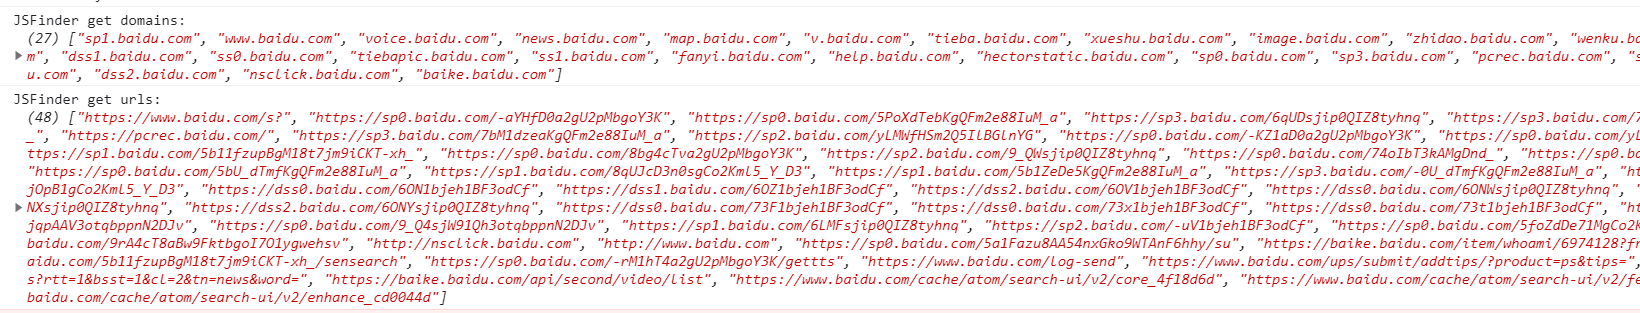 JSFinder get domains:
(27) ["sp1.baidu.com", "www.baidu.com", "voice.baidu.com", "news.baidu.com", "map.baidu.com", "v.baidu.com", "tieba.baidu.com", "xueshu.baidu.com", "image.baidu.com", "zhidao.baidu.com", "wenku.ba
m", "dss1.baidu.com", "ss0.baidu.com", "tiebapic.baidu.com", "ss1.baidu.com", "fanyi.baidu.com", "help.baidu.com", "hectorstatic.baidu.com", "sp0.baidu.com", "sp3.baidu.com", "pcrec.baidu.com", "s
u.com", "dss2.baidu.com", "nsclick.baidu.com", "baike.baidu.com"]
JSFinder get urls:
(48) ["https://www.baidu.com/s?", "https://sp0.baidu.com/-aYHfD0a2gU2pMbgoY3K", "https://sp0.baidu.com/5PoXdTebKgQFm2e88IuM_a", "https://sp3.baidu.com/6qUDsjip0QIZ8tyhnq", "https://sp3.baidu.com/7
_", "https://pcrec.baidu.com/", "https://sp3.baidu.com/7bM1dzeaKgQFm2e88IuM_a", "https://sp2.baidu.com/yLMWfHSm2Q5IlBGlnYG", "https://sp0.baidu.com/-KZ1aD0a2gU2pMbgoY3K", "https://sp0.baidu.com/yL
ttps://sp1.baidu.com/5b11fzupBgM18t7jm9iCKT-xh_", "https://sp0.baidu.com/8bg4cTva2gU2pMbgoY3K", "https://sp2.baidu.com/9_QWsjip0QIZ8tyhnq", "https://sp0.baidu.com/74oIbT3kAMgDnd_", "https://sp0.ba
"https://sp0.baidu.com/5bU_dTmfKgQFm2e88IuM_a", "https://sp1.baidu.com/8qUJcD3n0sgCo2Kml5_Y_D3", "https://sp1.baidu.com/5b1ZeDe5KgQFm2e88IuM_a", "https://sp3.baidu.com/-0U_dTmfKgQFm2e88IuM_a", "ht
jOpB1gCo2KmL5_Y_D3", "https://dss0.baidu.com/6ON1bjeh1BF3odCf", "https://dss1.baidu.com/6OZ1bjeh1BF3odCf", "https://dss2.baidu.com/6OV1bjeh1BF3odCf", "https://dss0.baidu.com/6ONWsjip0QIZ8tyhnq", "
NXsjip0QIZ8tyhnq", "https://dss2.baidu.com/6ONYsjip0QIZ8tyhnq", "https://dss0.baidu.com/73F1bjeh1BF3odCf", "https://dss0.baidu.com/73x1bjeh1BF3odCf", "https://dss0.baidu.com/73t1bjeh1BF3odCf", "ht
jqpAAV3otqbppnN2DJv", "https://sp0.baidu.com/9_Q4sjW91Qh3otqbppnN2DJv", "https://sp1.baidu.com/6LMFsjip0QIZ8tyhnq", "https://sp2.baidu.com/-uV1bjeh1BF3odCf", "https://sp0.baidu.com/5foZdDe71MgCo2K
baidu.com/9rA4cT8aBw9FktbgoI7O1ygwehsv", "http://nsclick.baidu.com", "http://www.baidu.com", "https://sp0.baidu.com/5a1Fazu8AA54nxGko9WTAnF6hhy/su", "https://baike.baidu.com/item/whoami/6974128?fr
aidu.com/5b11fzupBgM18t7jm9iCKT-xh_/sensearch", "https://sp0.baidu.com/-rM1hT4a2gU2pMbgoY3K/gettts", "https://www.baidu.com/log-send", "https://www.baidu.com/ups/submit/addtips/?product=ps&tips=",
s?rtt=1&bsst=1&cl=2&tn=news&word=", "https://baike.baidu.com/api/second/video/list", "https://www.baidu.com/cache/atom/search-ui/v2/core_4f18d6d", "https://www.baidu.com/cache/atom/search-ui/v2/fe
baidu.com/cache/atom/search-ui/v2/enhance_cd0044d"]